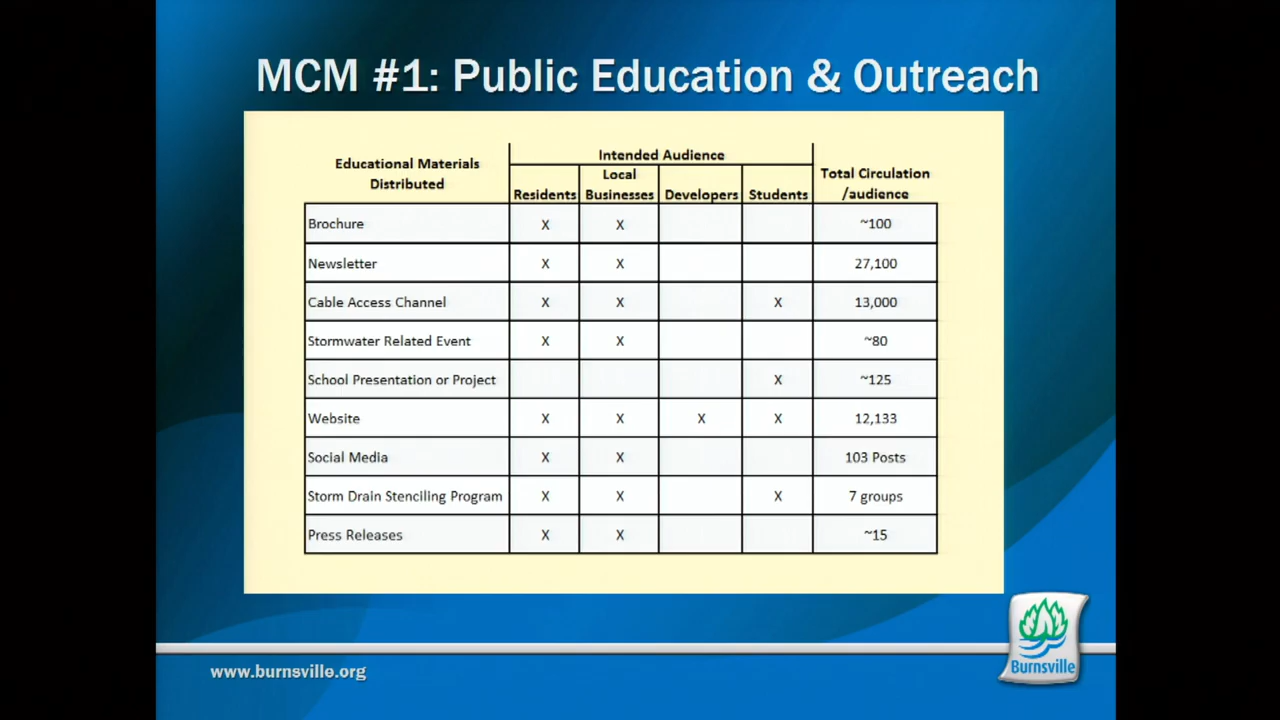 MCM #1: Public Education & Outreach
Educational Materials
Distributed
Intended Audience
Residents
Local
Businesses
Developers
Students
Total Circulation
/audience
Brochure X X ~100
Newsletter X X 27,100
Cable Access Channel X X X 13,000
Stormwater Related Event X X ~80
School Presentation or Project X ~125
Website X X X X 12,133
Social Media X X 103 Posts
Storm Drain Stenciling Program X X X 7 groups
Press Releases X X ~15
www.burnsville.org
Burnsville